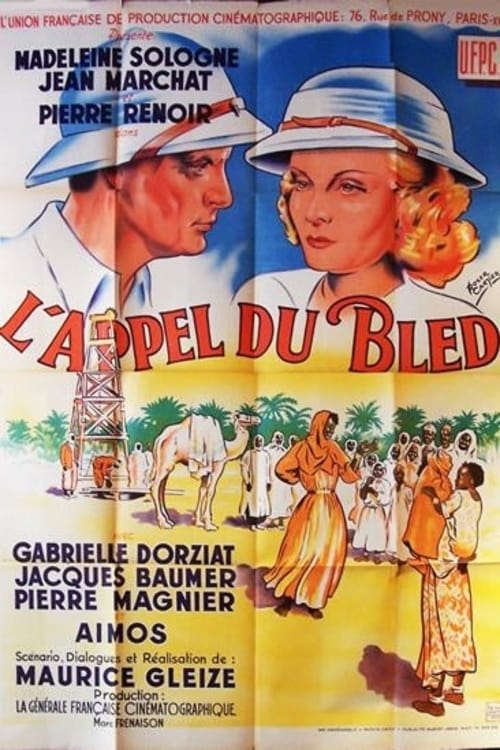 L'UNION FRANÇAISE DE PRODUCTION CINÉMATOGRAPHIQUE: 76, Rue de PRONY, PARIS-
Présente
U.F.P.C.
MADELEINE SOLOGNE
JEAN MARCHAT
et
PIERRE RENOIR
dans
ROGER CARTIER
L'APPEL DU BLED
AVEC
GABRIELLE DORZIAT
JACQUES BAUMER
PIERRE MAGNIER
AIMOS
Scénario, Dialogues et Réalisation de :
MAURICE GLEIZE
Production :
LA GÉNÉRALE FRANÇAISE CINÉMATOGRAPHIQUE.
Marc FRENAISON